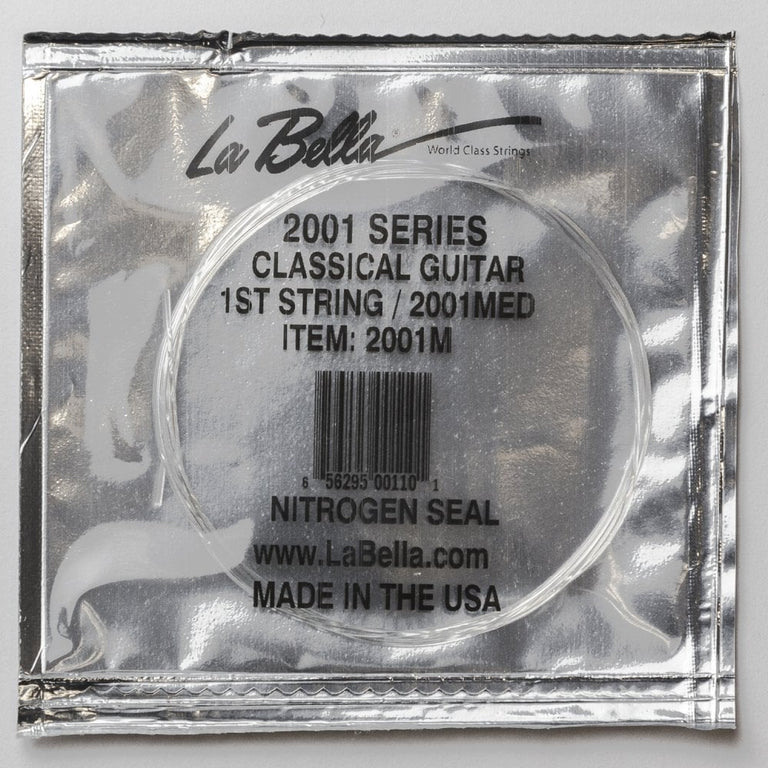 La Bella®
World Class Strings
2001 SERIES
CLASSICAL GUITAR
1ST STRING / 2001MED
ITEM: 2001M
6 56295 00110 1
NITROGEN SEAL
www.LaBella.com
MADE IN THE USA